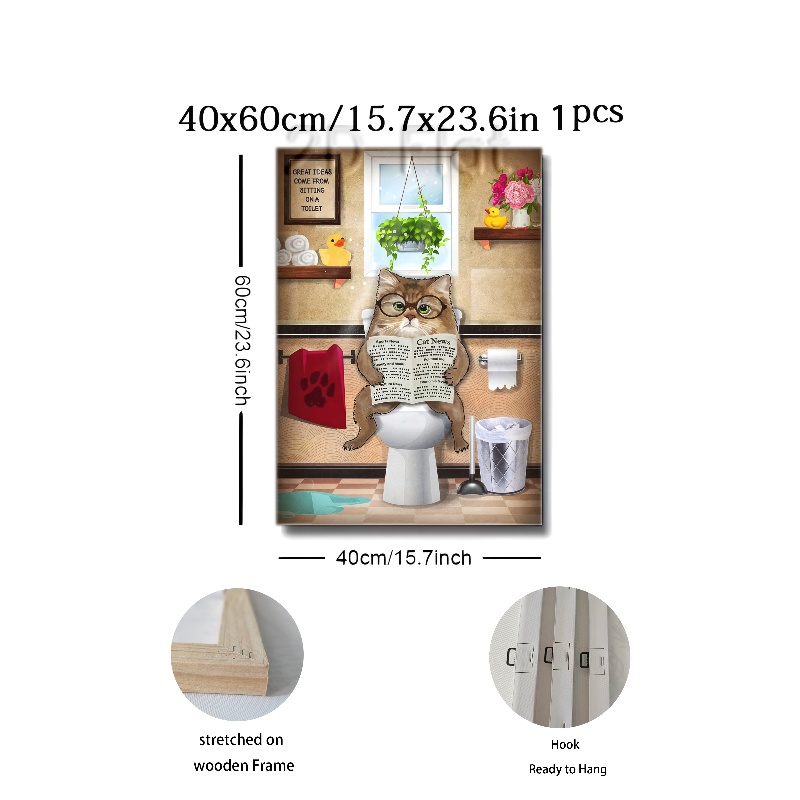 40x60cm/15.7x23.6in 1pcs
GREAT IDEAS
COME FROM
SITTING
ON A
TOILET
60cm/23.6inch
Cat News
40cm/15.7inch
stretched on
wooden Frame
Hook
Ready to Hang